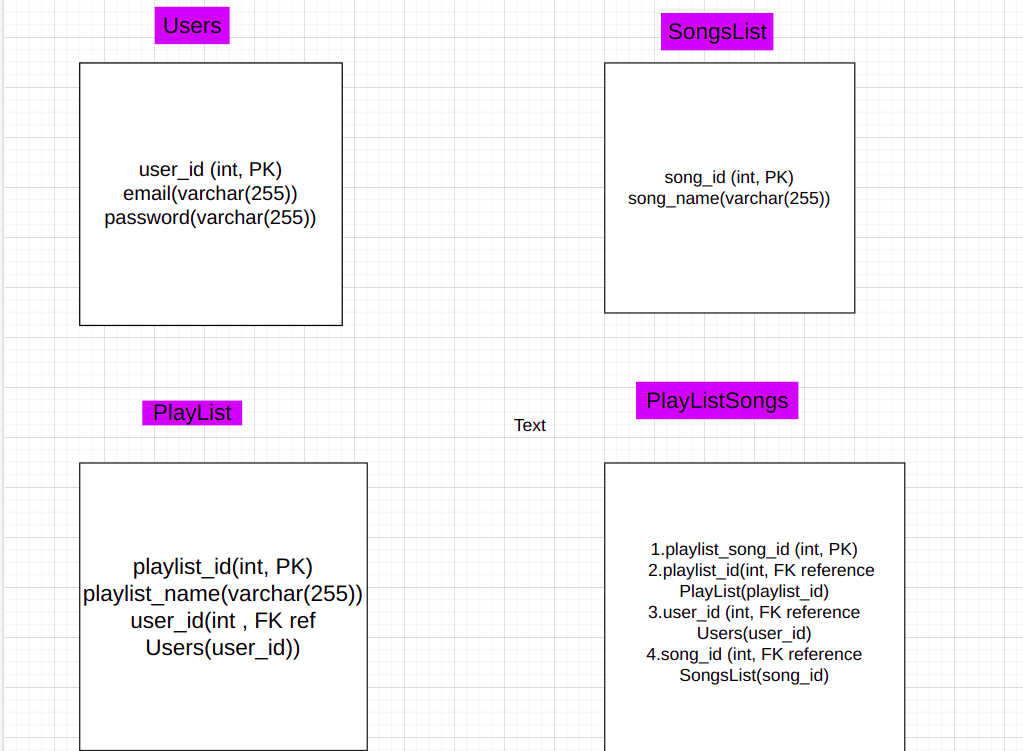 Users
user_id (int, PK)
email(varchar(255))
password(varchar(255))
SongsList
song_id (int, PK)
song_name(varchar(255))
PlayList
playlist_id(int, PK)
playlist_name(varchar(255))
user_id(int , FK ref
Users(user_id))
Text
PlayListSongs
1.playlist_song_id (int, PK)
2.playlist_id(int, FK reference
PlayList(playlist_id)
3.user_id (int, FK reference
Users(user_id)
4.song_id (int, FK reference
SongsList(song_id)